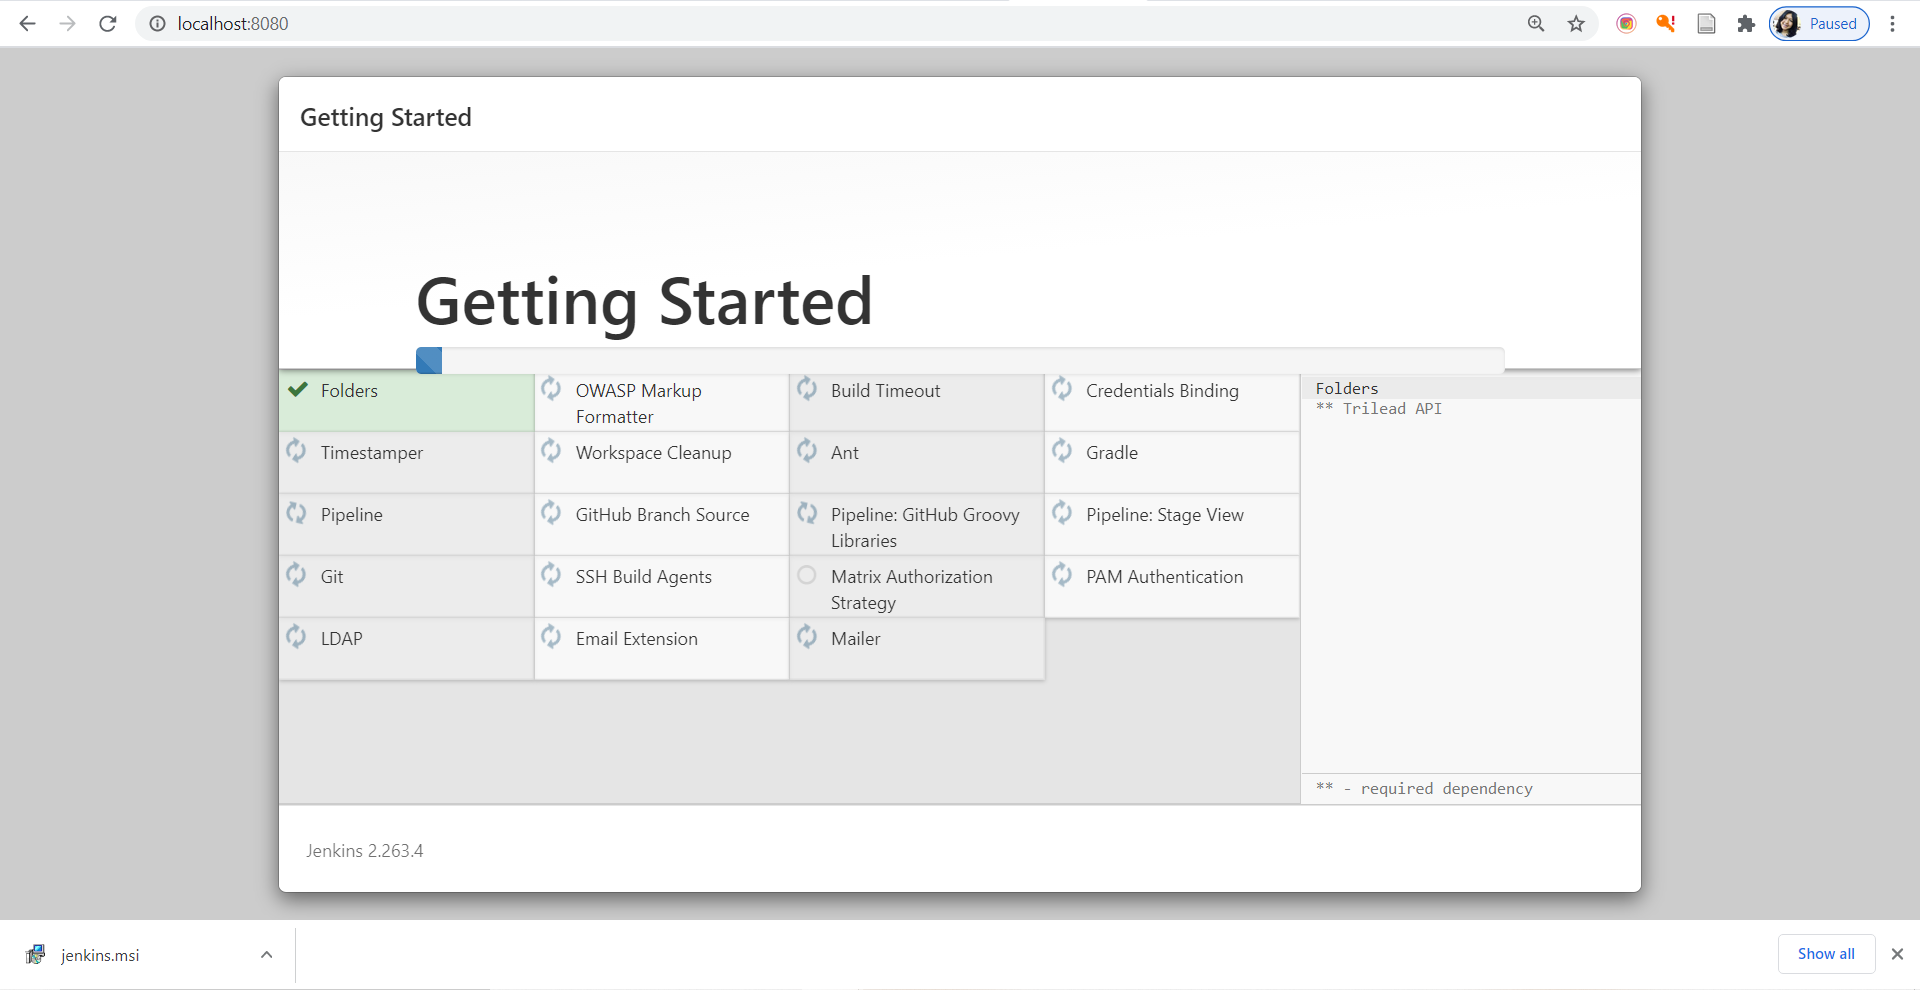 localhost:8080
Paused
Getting Started
Getting Started
Folders
OWASP Markup
Formatter
Build Timeout
Credentials Binding
Timestamper
Workspace Cleanup
Ant
Gradle
Pipeline
GitHub Branch Source
Pipeline: GitHub Groovy
Libraries
Pipeline: Stage View
Git
SSH Build Agents
Matrix Authorization
Strategy
PAM Authentication
LDAP
Email Extension
Mailer
Folders
** Trilead API
** - required dependency
Jenkins 2.263.4
jenkins.msi
Show all